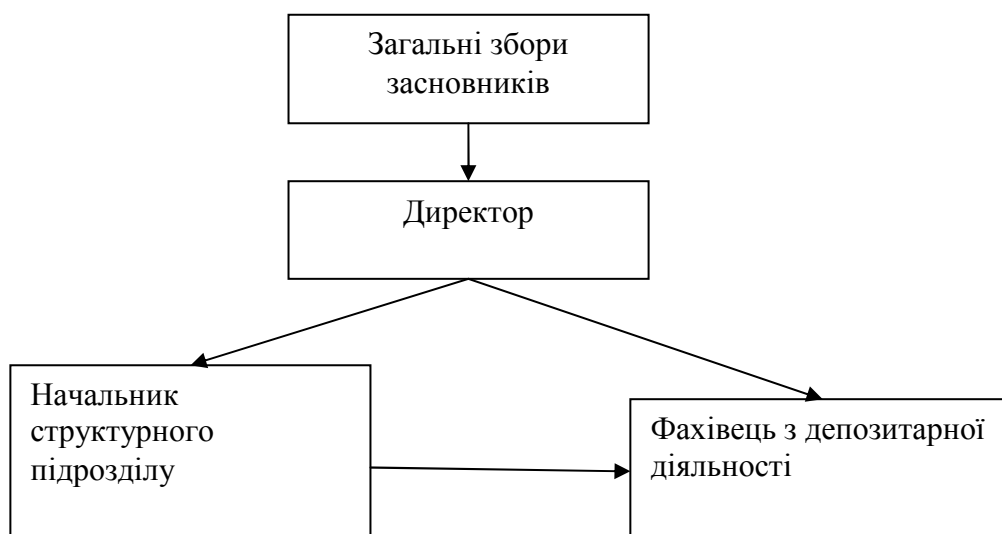 Загальні збори
засновників
Директор
Начальник
структурного
підрозділу
Фахівець з депозитарної
діяльності